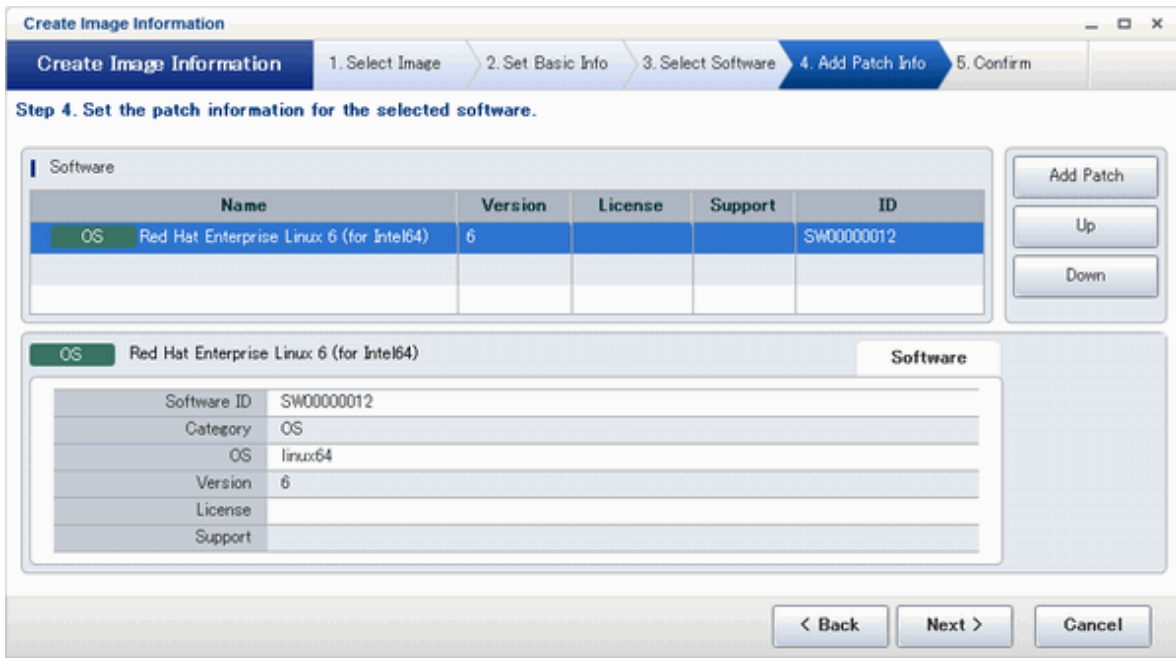 Create Image Information
Create Image Information 1. Select Image 2. Set Basic Info 3. Select Software 4. Add Patch Info 5. Confirm
Step 4. Set the patch information for the selected software.
Software
Name Version License Support ID
OS Red Hat Enterprise Linux 6 (for Intel64) 6 SW00000012
Add Patch
Up
Down
OS Red Hat Enterprise Linux 6 (for Intel64) Software
Software ID SW00000012
Category OS
OS linux64
Version 6
License
Support
< Back Next > Cancel